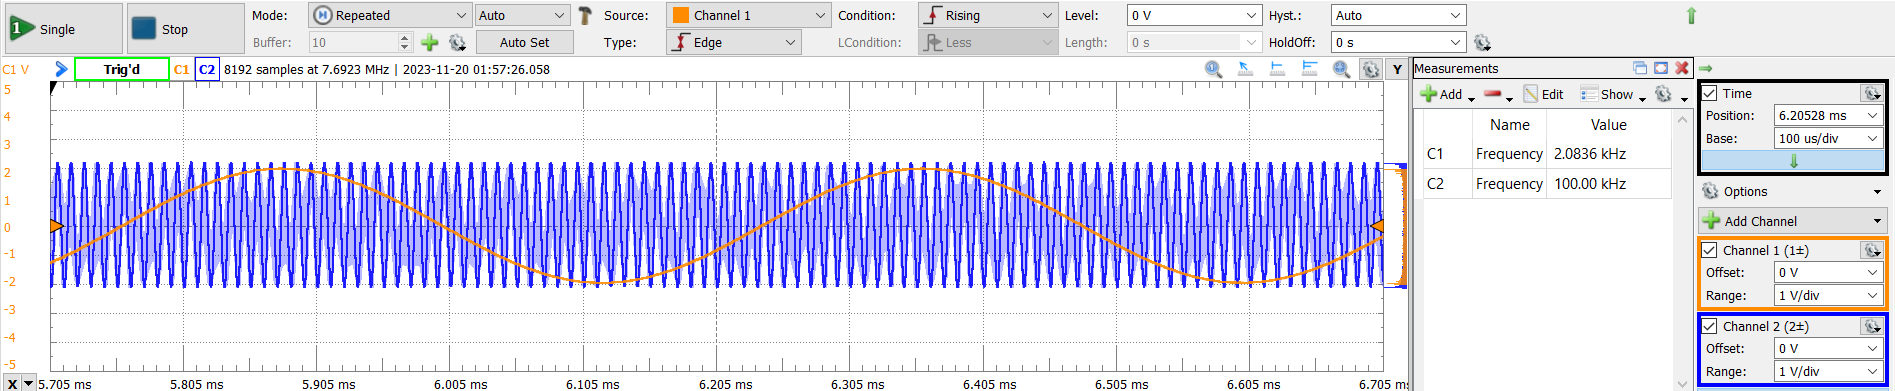 Single
Stop
Mode: Repeated Auto Source: Channel 1 Condition: Rising Level: 0 V Hyst.: Auto
Buffer: 10 Auto Set Type: Edge LCondition: Less Length: 0 s HoldOff: 0 s
C1 V Trig'd C1 C2 8192 samples at 7.6923 MHz | 2023-11-20 01:57:26.058 Y
5
4
3
2
1
0
-1
-2
-3
-4
-5
X 5.705 ms 5.805 ms 5.905 ms 6.005 ms 6.105 ms 6.205 ms 6.305 ms 6.405 ms 6.505 ms 6.605 ms 6.705 ms
Measurements
Add Edit Show
Name Value
C1 Frequency 2.0836 kHz
C2 Frequency 100.00 kHz
Time
Position: 6.20528 ms
Base: 100 us/div
Options
Add Channel
Channel 1 (1±)
Offset: 0 V
Range: 1 V/div
Channel 2 (2±)
Offset: 0 V
Range: 1 V/div